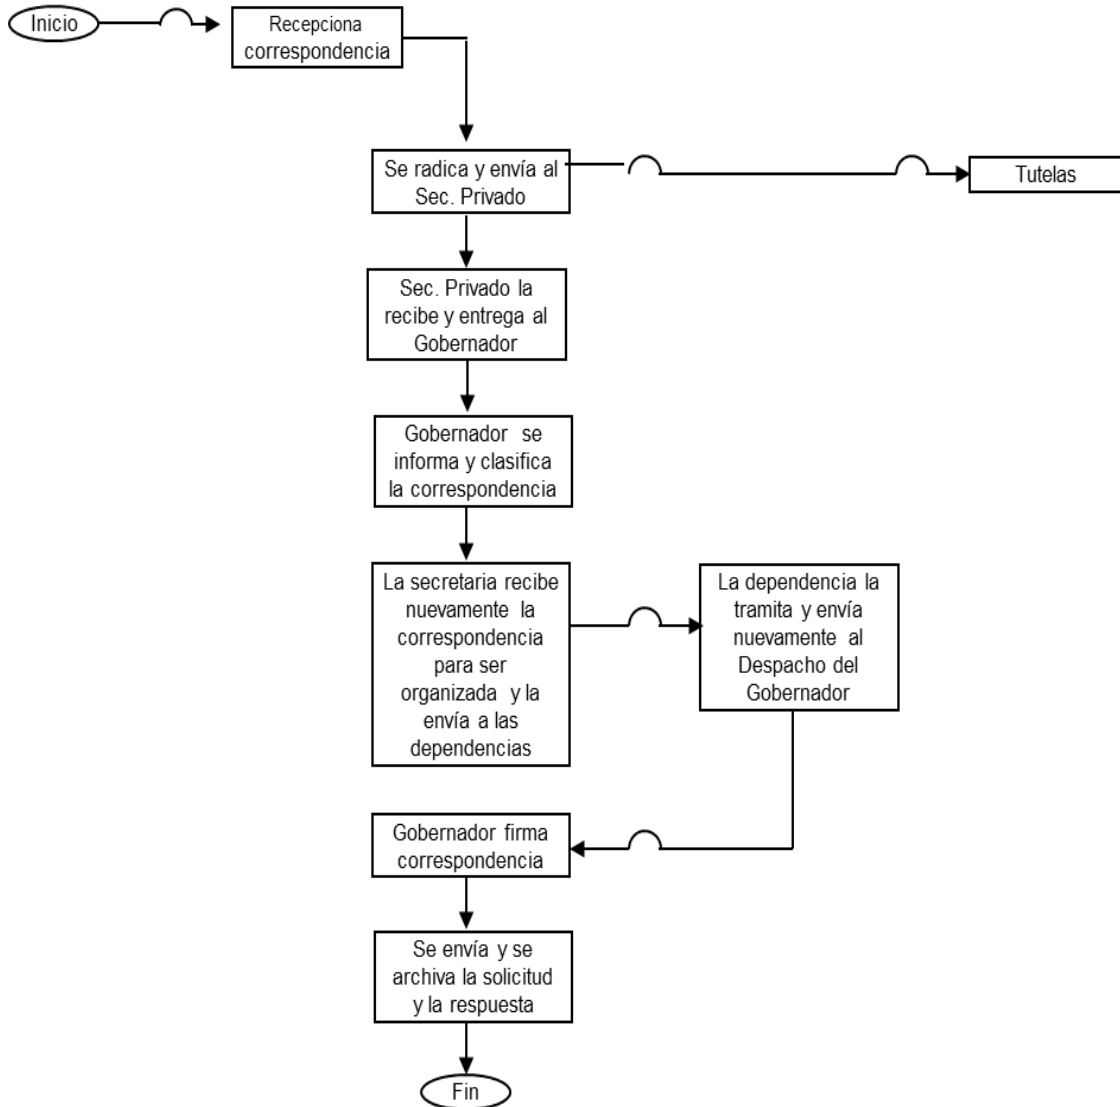 Inicio
Recepciona
correspondencia
Se radica y envía al
Sec. Privado
Tutelas
Sec. Privado la
recibe y entrega al
Gobernador
Gobernador se
informa y clasifica
la correspondencia
La secretaria recibe
nuevamente la
correspondencia
para ser
organizada y la
envía a las
dependencias
La dependencia la
tramita y envía
nuevamente al
Despacho del
Gobernador
Gobernador firma
correspondencia
Se envía y se
archiva la solicitud
y la respuesta
Fin